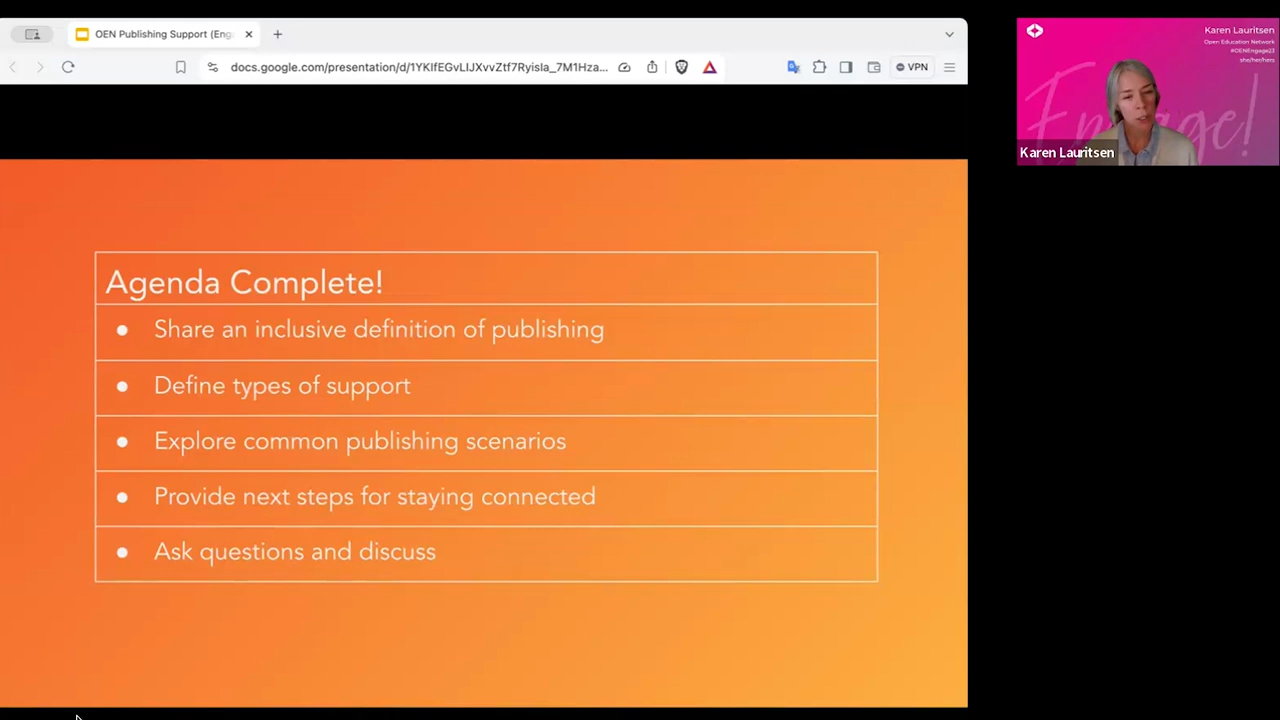 OEN Publishing Support (Eng
docs.google.com/presentation/d/1YKIfEGvLIJXvvZtf7Ryisla_7M1Hza...
VPN
Agenda Complete!
Share an inclusive definition of publishing
Define types of support
Explore common publishing scenarios
Provide next steps for staying connected
Ask questions and discuss
Karen Lauritsen
Open Education Network
#OENEngage23
she/her/hers
Engage!
Karen Lauritsen